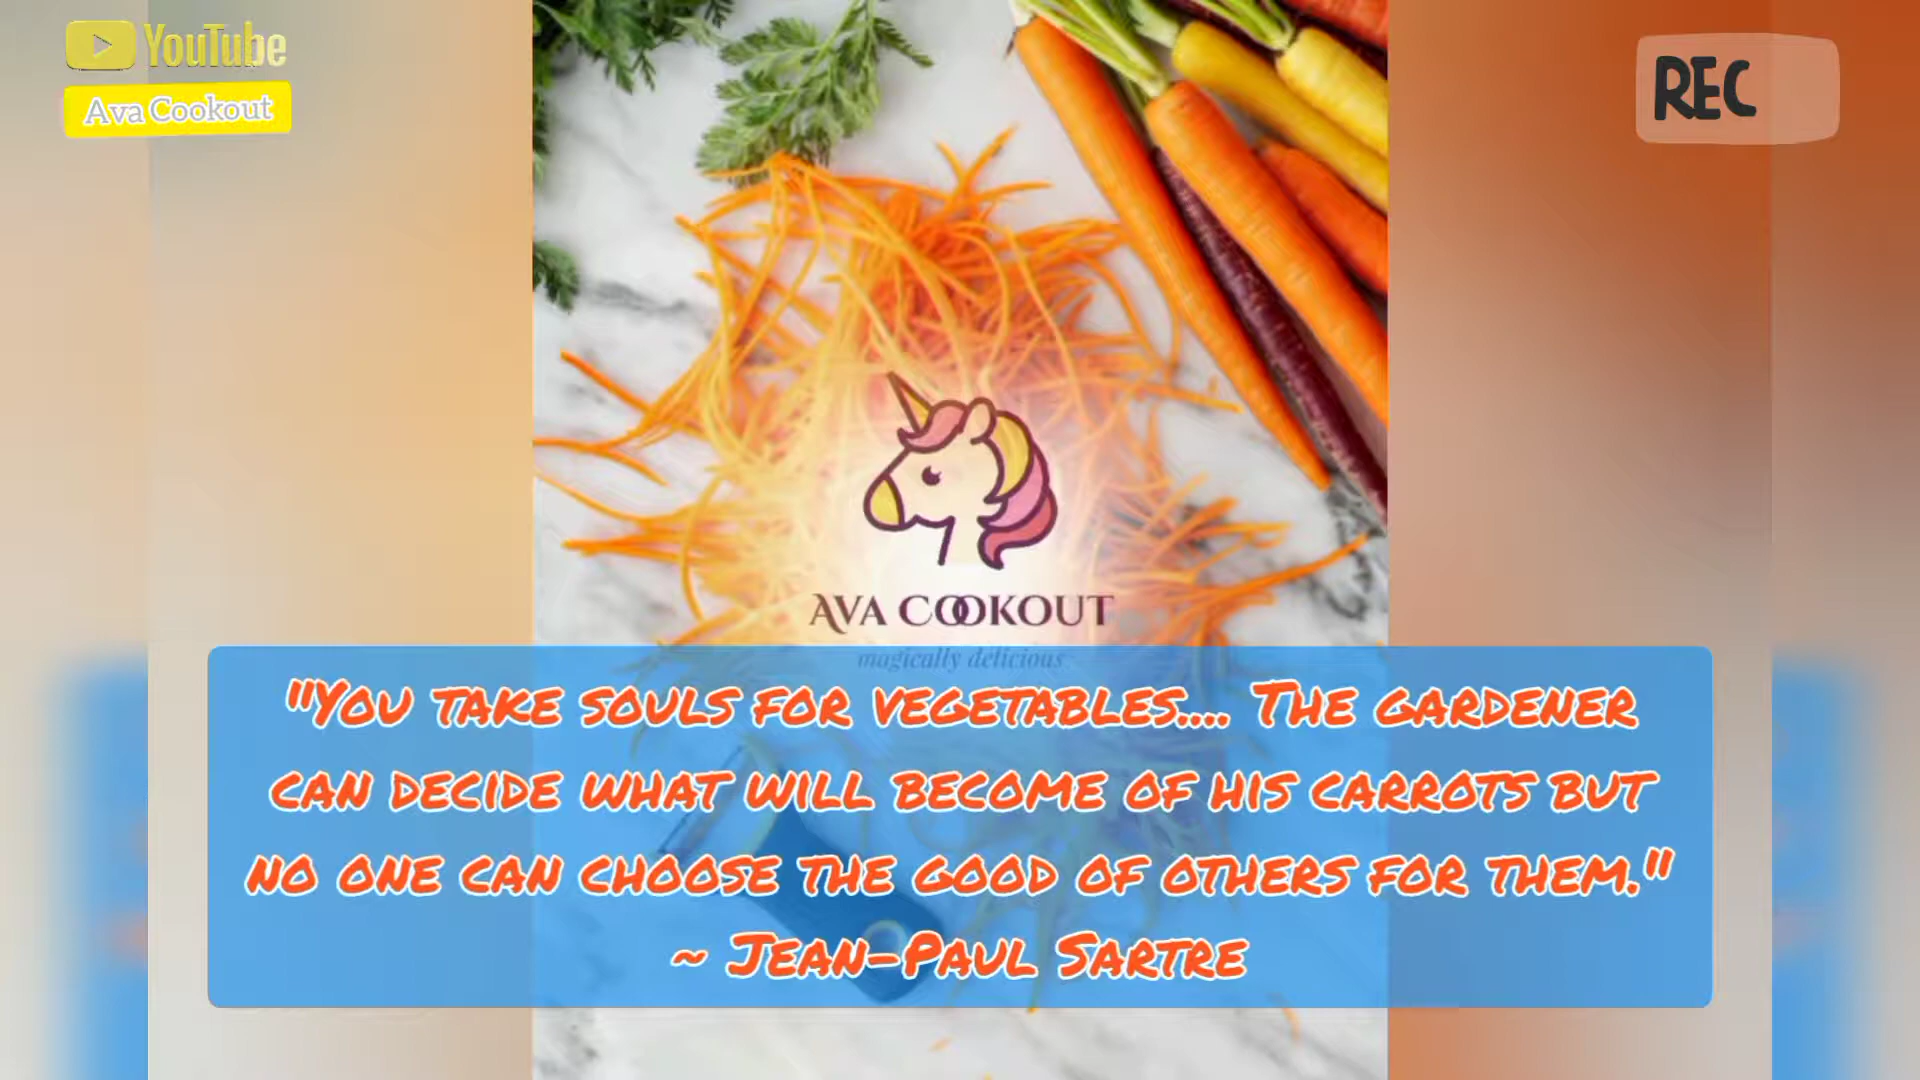 YouTube
Ava Cookout
REC
AVA COOKOUT
magically delicious
"You take souls for vegetables.... The gardener
can decide what will become of his carrots but
no one can choose the good of others for them."
~ Jean-Paul Sartre